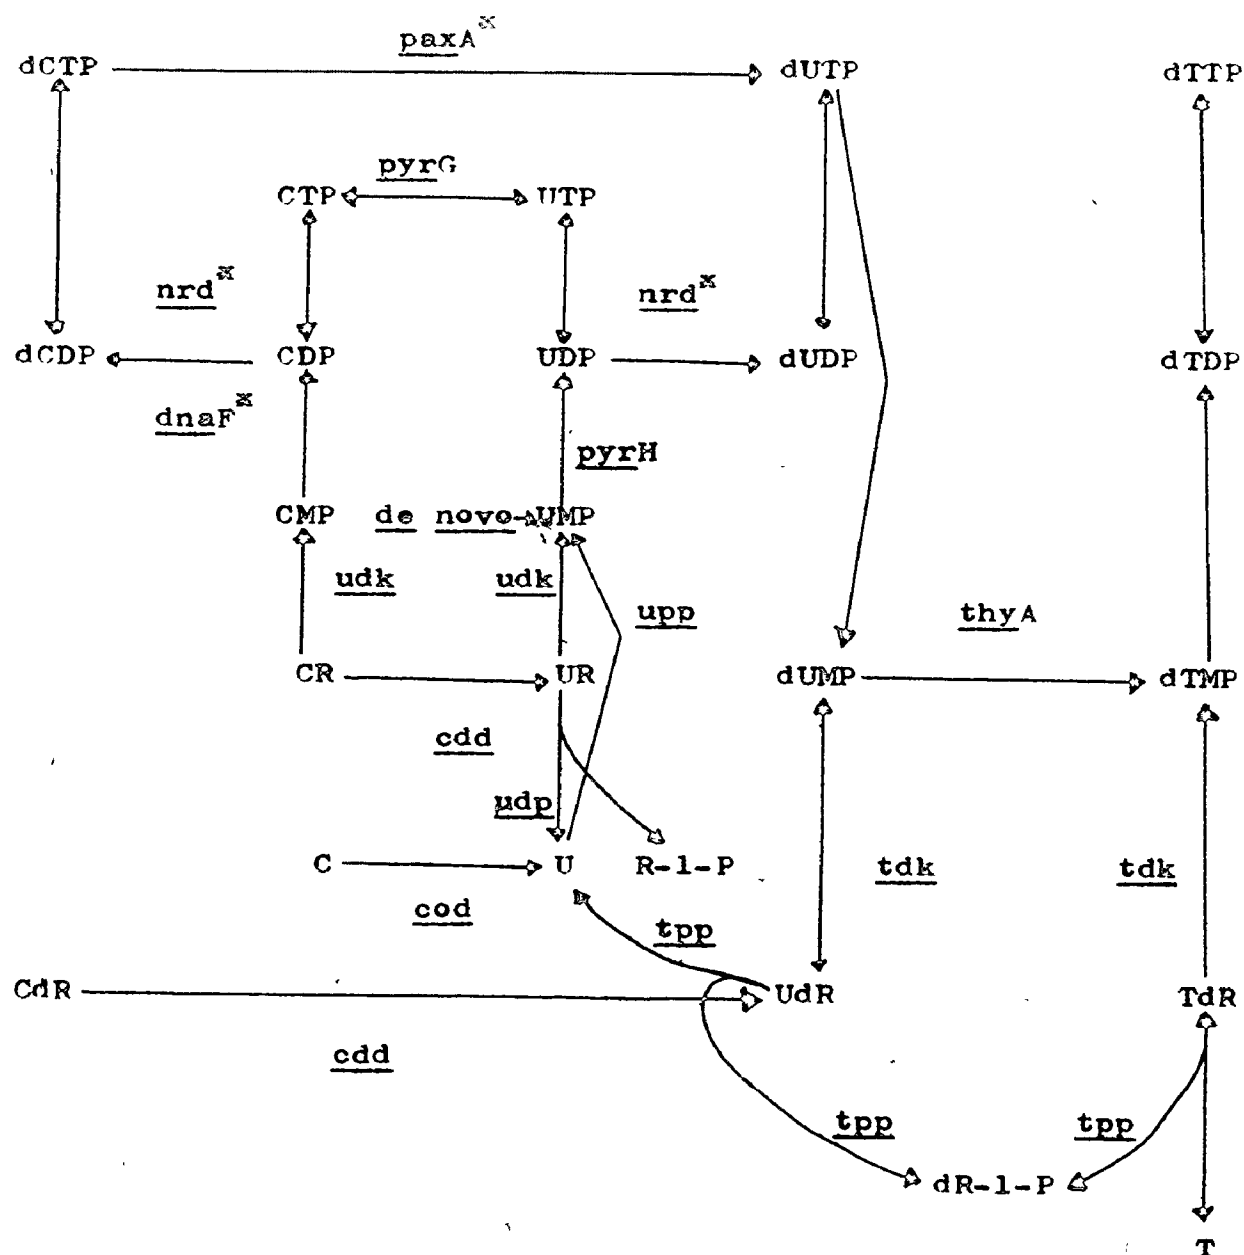 paxA*
dCTP dUTP dTTP
pyrG
CTP UTP
nrd* nrd*
dCDP CDP UDP dUDP dTDP
dnaF*
pyrH
CMP de novo UMP
udk udk
upp thyA
CR UR dUMP dTMP
cdd
udp
C U R-1-P tdk tdk
cod tpp
CdR UdR TdR
cdd
tpp tpp
dR-1-P
T